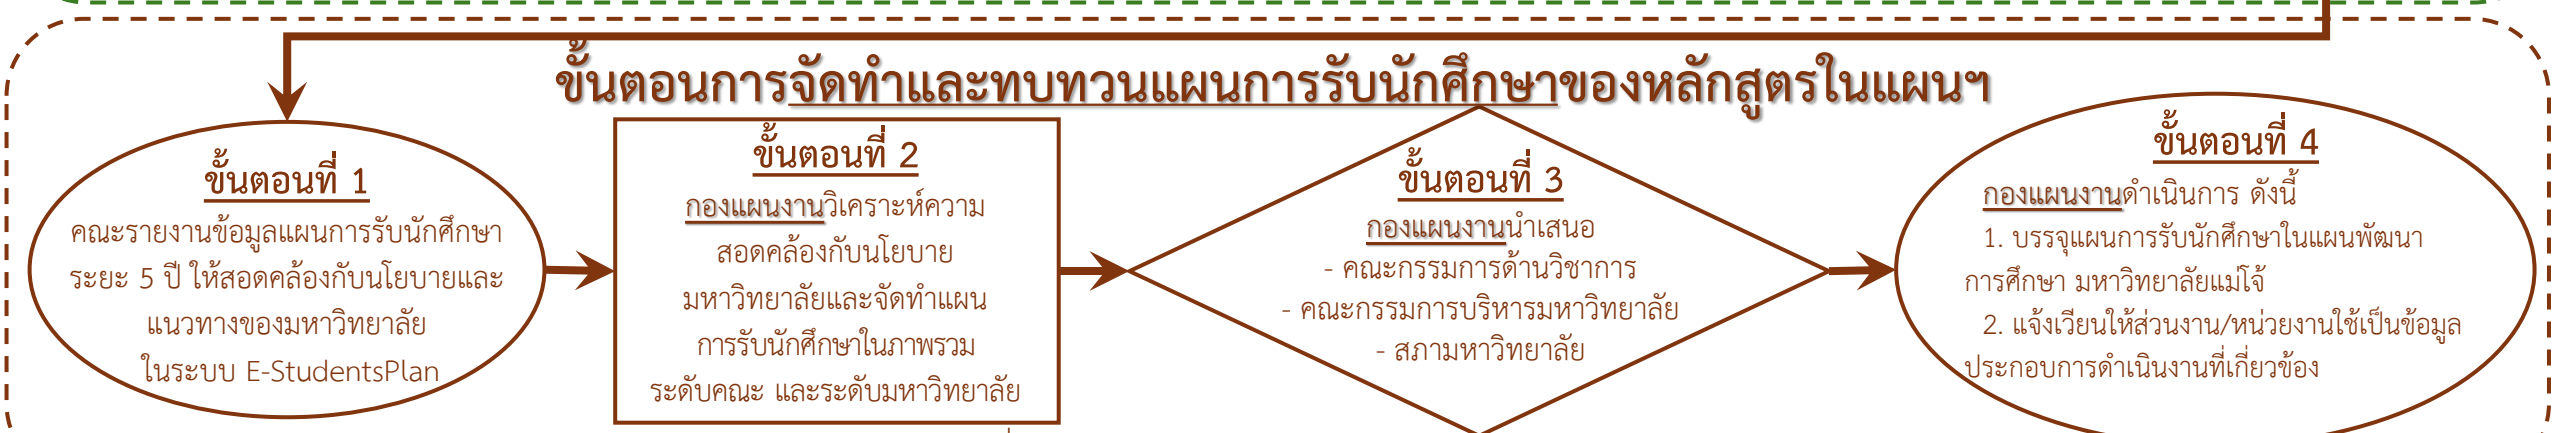 ขั้นตอนการจัดทำและทบทวนแผนการรับนักศึกษาของหลักสูตรในแผนฯ
ขั้นตอนที่ 1
คณะรายงานข้อมูลแผนการรับนักศึกษา
ระยะ 5 ปี ให้สอดคล้องกับนโยบายและ
แนวทางของมหาวิทยาลัย
ในระบบ E-StudentsPlan
ขั้นตอนที่ 2
กองแผนงานวิเคราะห์ความ
สอดคล้องกับนโยบาย
มหาวิทยาลัยและจัดทำแผน
การรับนักศึกษาในภาพรวม
ระดับคณะ และระดับมหาวิทยาลัย
ขั้นตอนที่ 3
กองแผนงานนำเสนอ
- คณะกรรมการด้านวิชาการ
- คณะกรรมการบริหารมหาวิทยาลัย
- สภามหาวิทยาลัย
ขั้นตอนที่ 4
กองแผนงานดำเนินการ ดังนี้
1. บรรจุแผนการรับนักศึกษาในแผนพัฒนา
การศึกษา มหาวิทยาลัยแม่โจ้
2. แจ้งเวียนให้ส่วนงาน/หน่วยงานใช้เป็นข้อมูล
ประกอบการดำเนินงานที่เกี่ยวข้อง